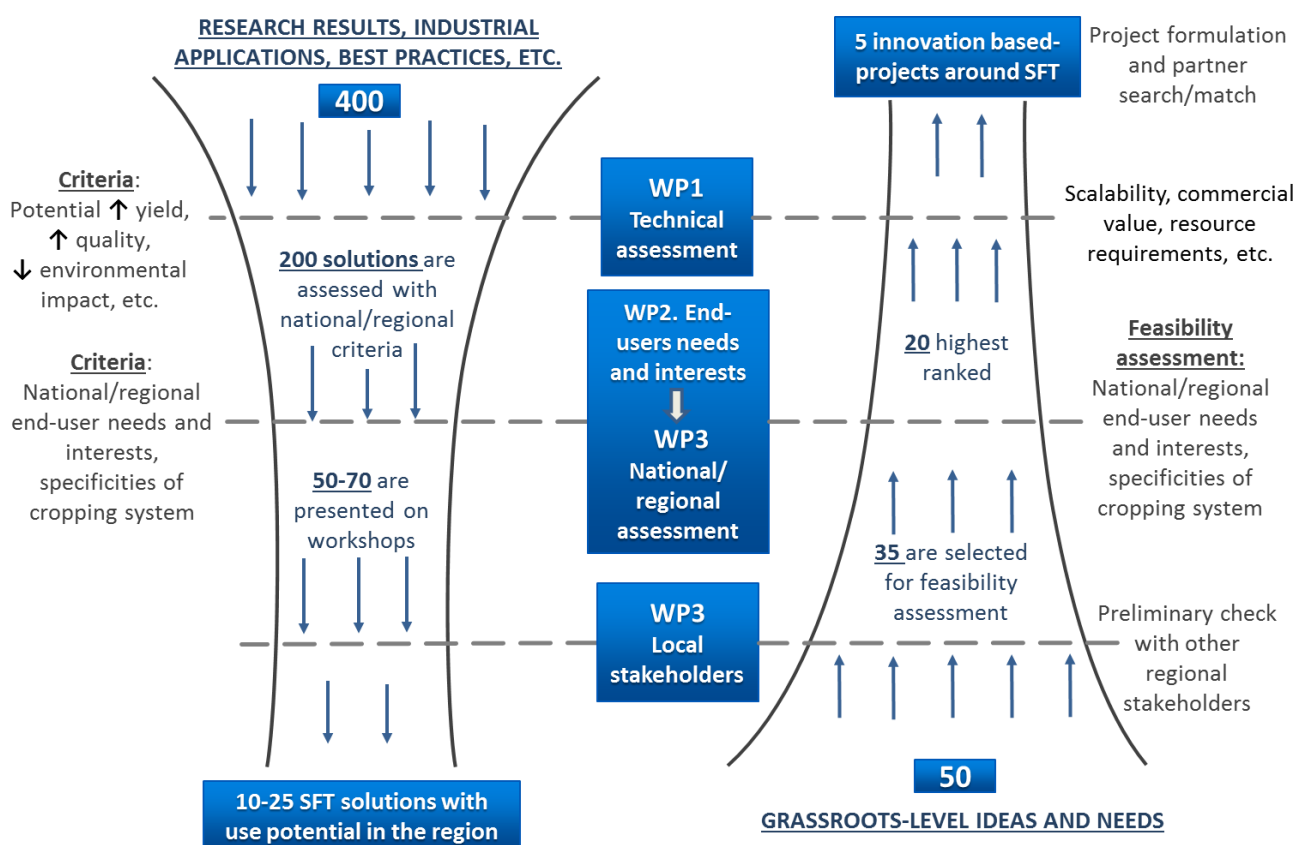 RESEARCH RESULTS, INDUSTRIAL
APPLICATIONS, BEST PRACTICES, ETC.
400
Criteria:
Potential ↑ yield,
↑ quality,
↓ environmental
impact, etc.
200 solutions are
assessed with
national/regional
criteria
Criteria:
National/regional
end-user needs and
interests,
specificities of
cropping system
50-70 are
presented on
workshops
10-25 SFT solutions with
use potential in the region
WP1
Technical
assessment
WP2. End-
users needs
and interests
WP3
National/
regional
assessment
WP3
Local
stakeholders
5 innovation based-
projects around SFT
Project formulation
and partner
search/match
Scalability, commercial
value, resource
requirements, etc.
20 highest
ranked
Feasibility
assessment:
National/regional
end-user needs
and interests,
specificities of
cropping system
35 are selected
for feasibility
assessment
Preliminary check
with other
regional
stakeholders
50
GRASSROOTS-LEVEL IDEAS AND NEEDS